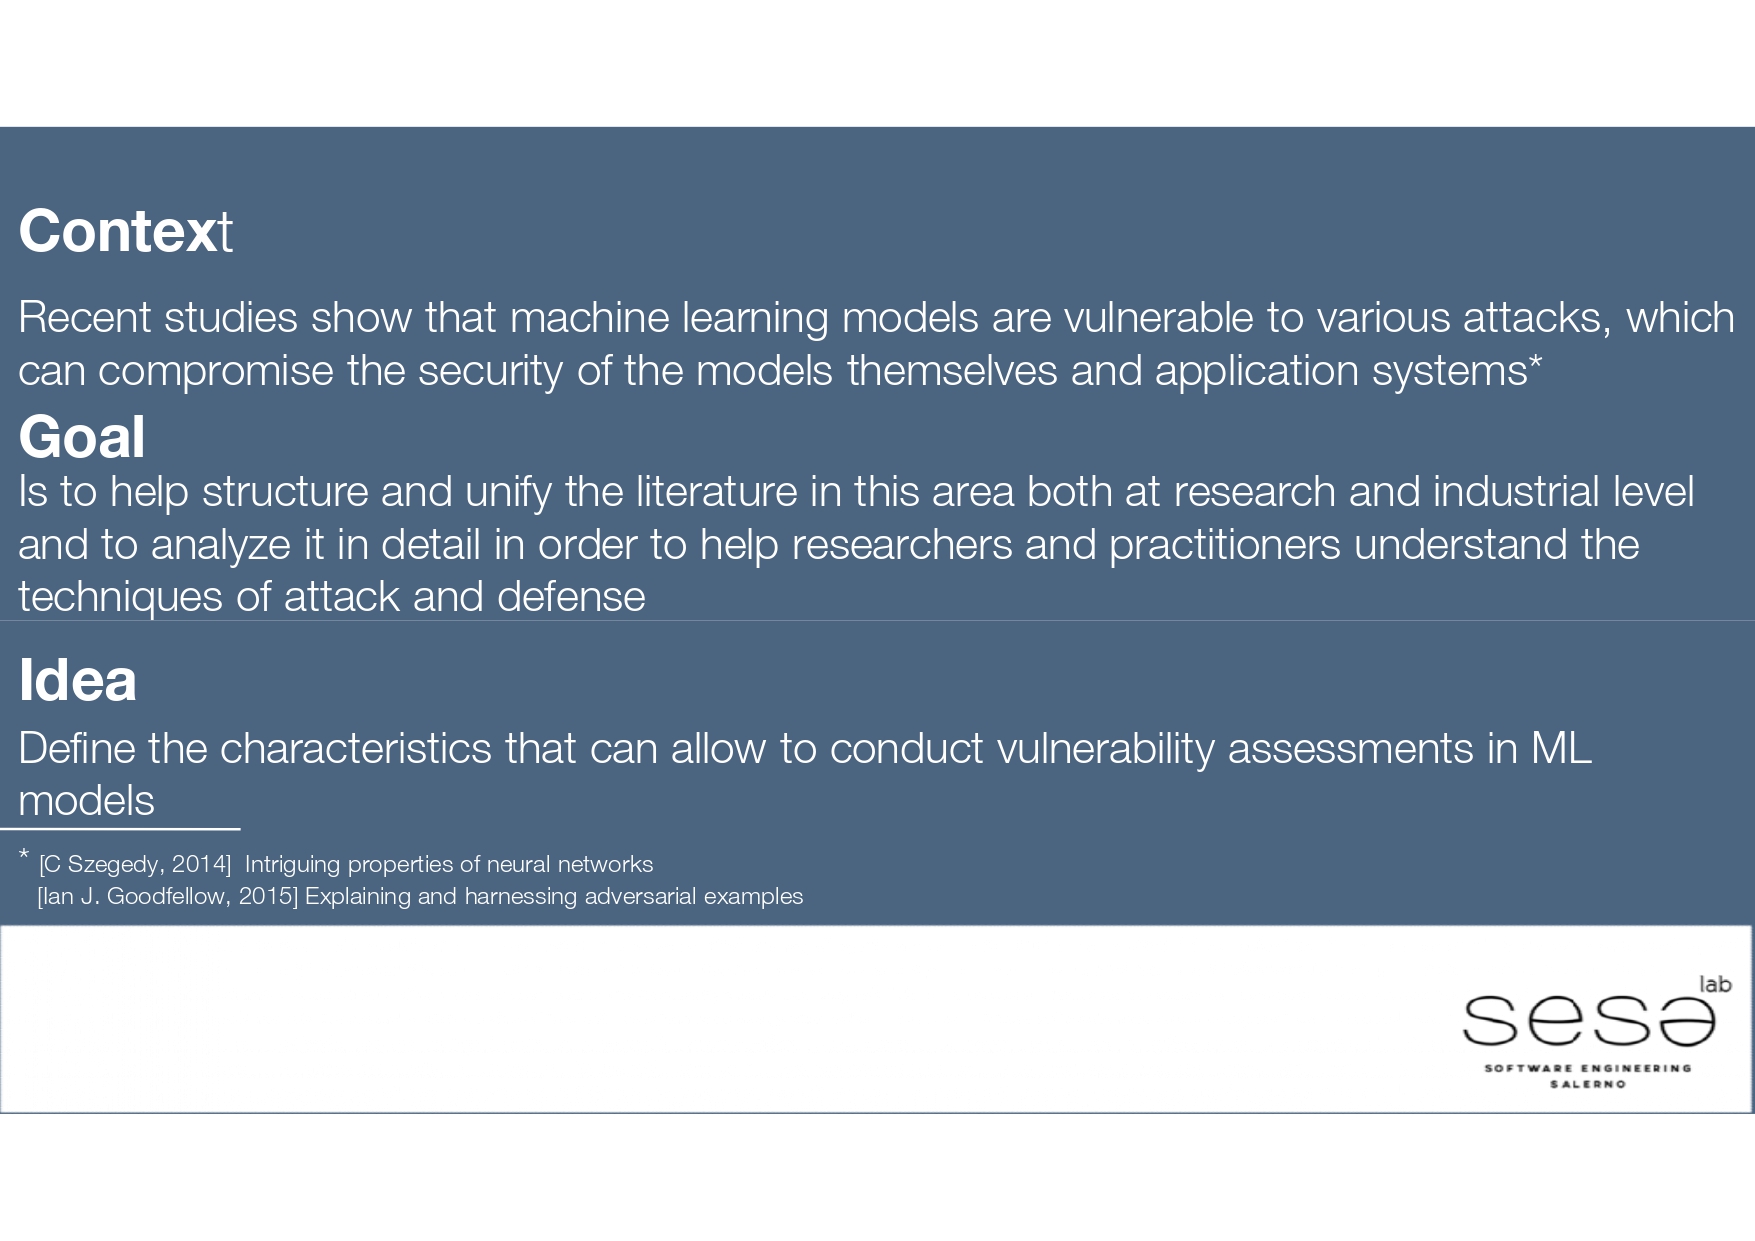 Context
Recent studies show that machine learning models are vulnerable to various attacks, which
can compromise the security of the models themselves and application systems*
Goal
Is to help structure and unify the literature in this area both at research and industrial level
and to analyze it in detail in order to help researchers and practitioners understand the
techniques of attack and defense
Idea
Define the characteristics that can allow to conduct vulnerability assessments in ML
models
* [C Szegedy, 2014] Intriguing properties of neural networks
[Ian J. Goodfellow, 2015] Explaining and harnessing adversarial examples
lab
sesə
SOFTWARE ENGINEERING
SALERNO